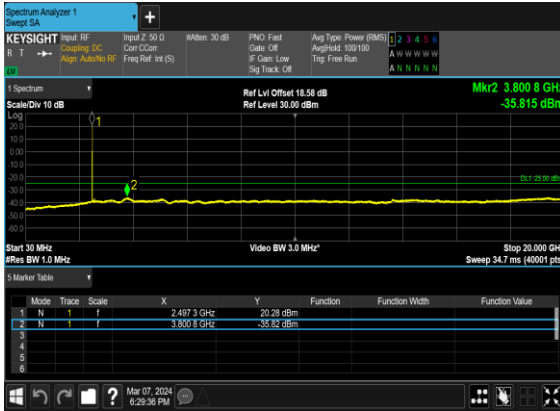 Spectrum Analyzer 1
Swept SA
+
KEYSIGHT Input: RF Input Z: 50 Ω #Atten: 30 dB PNO: Fast Avg Type: Power (RMS) 1 2 3 4 5 6
R T Coupling: DC Corr CCorr Gate: Off Avg|Hold: 100/100 A W W W W W
Align: Auto/No RF Freq Ref: Int (S) IF Gain: Low Trig: Free Run
LXI Sig Track: Off A N N N N N
1 Spectrum Ref Lvl Offset 18.58 dB Mkr2 3.800 8 GHz
Scale/Div 10 dB Ref Level 30.00 dBm -35.815 dBm
Log
20.0
10.0
0.00
-10.0
-20.0
-30.0
-40.0
-50.0
-60.0
1
2
DL1 -25.00 dBm
Start 30 MHz Video BW 3.0 MHz* Stop 20.000 GHz
#Res BW 1.0 MHz Sweep 34.7 ms (40001 pts)
5 Marker Table
Mode Trace Scale X Y Function Function Width Function Value
1 N 1 f 2.497 3 GHz 20.28 dBm
2 N 1 f 3.800 8 GHz -35.82 dBm
3
4
5
6
? Mar 07, 2024
6:29:36 PM